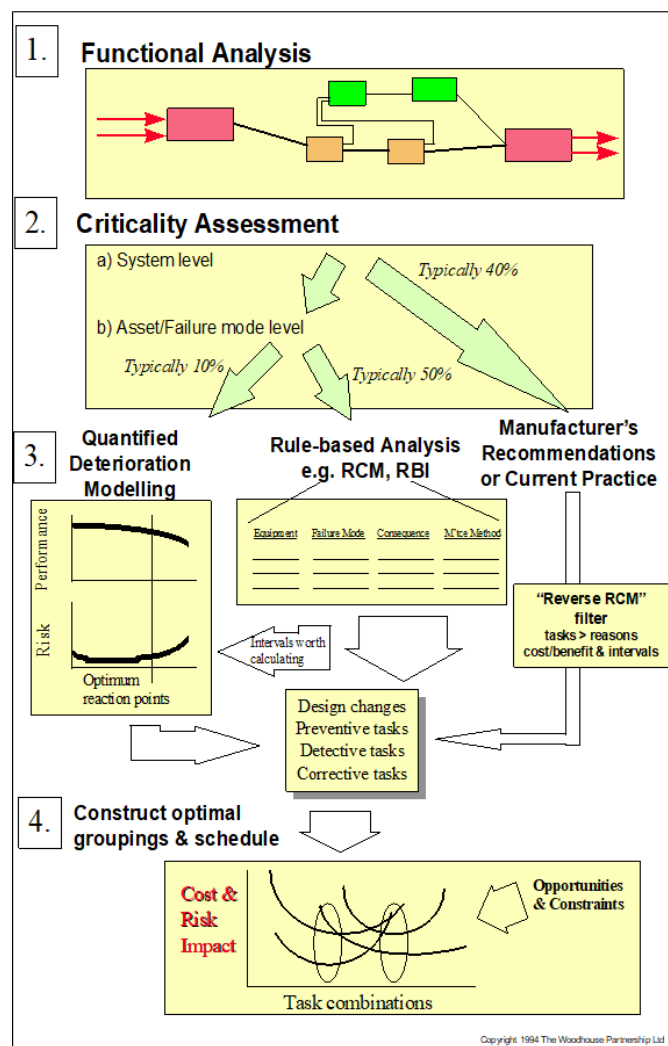 1.
Functional Analysis
2.
Criticality Assessment
a) System level
Typically 40%
b) Asset/Failure mode level
Typically 10%
Typically 50%
3.
Quantified
Deterioration
Modelling
Rule-based Analysis
e.g. RCM, RBI
Manufacturer's
Recommendations
or Current Practice
Performance
Risk
Optimum
reaction points
Equipment Failure Mode Consequence M'tce Method
Intervals worth
calculating
"Reverse RCM"
filter
tasks > reasons
cost/benefit & intervals
Design changes
Preventive tasks
Detective tasks
Corrective tasks
4.
Construct optimal
groupings & schedule
Cost &
Risk
Impact
Opportunities
& Constraints
Task combinations
Copyright 1994 The Woodhouse Partnership Ltd